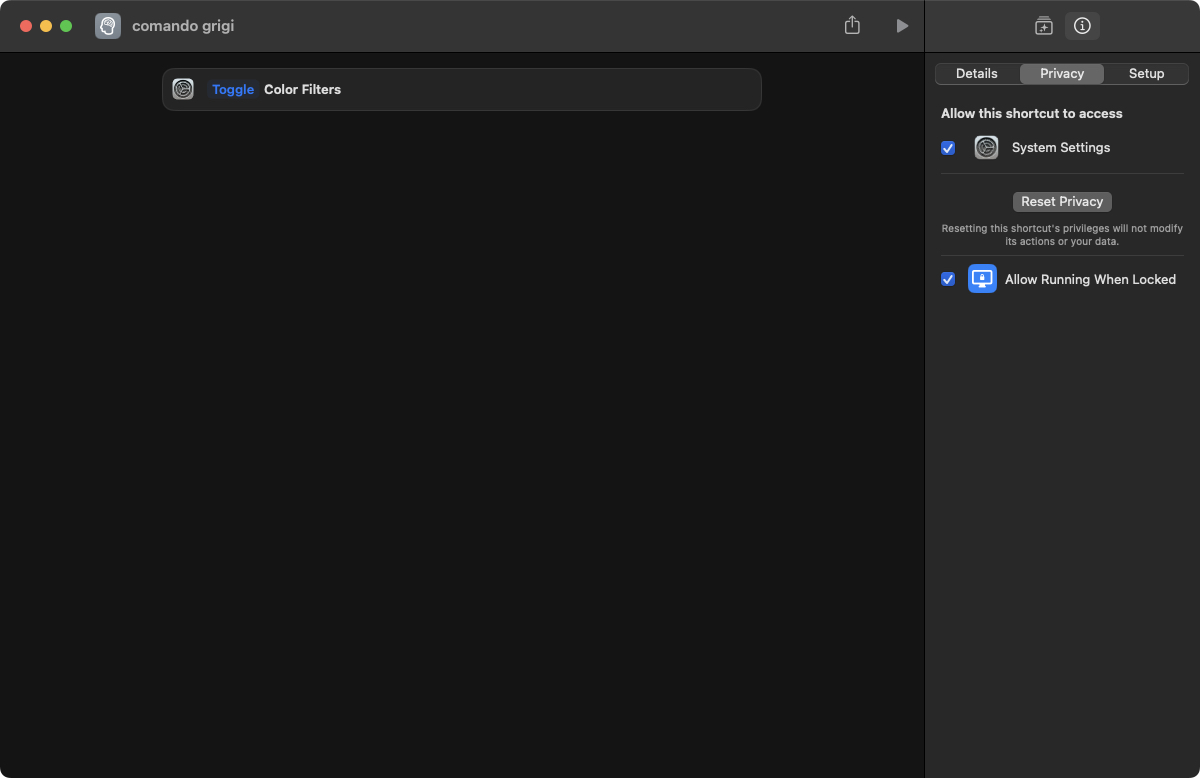 comando grigi
Toggle Color Filters
Details Privacy Setup
Allow this shortcut to access
System Settings
Reset Privacy
Resetting this shortcut's privileges will not modify
its actions or your data.
Allow Running When Locked